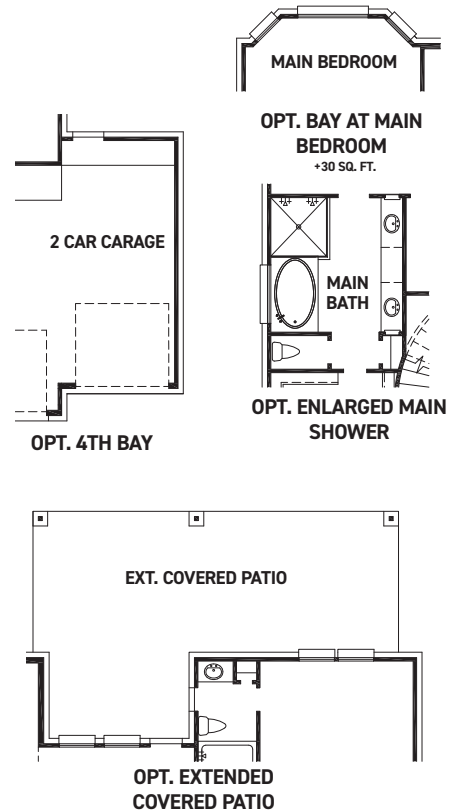 MAIN BEDROOM
OPT. BAY AT MAIN
BEDROOM
+30 SQ. FT.
2 CAR CARAGE
OPT. 4TH BAY
MAIN
BATH
OPT. ENLARGED MAIN
SHOWER
EXT. COVERED PATIO
OPT. EXTENDED
COVERED PATIO